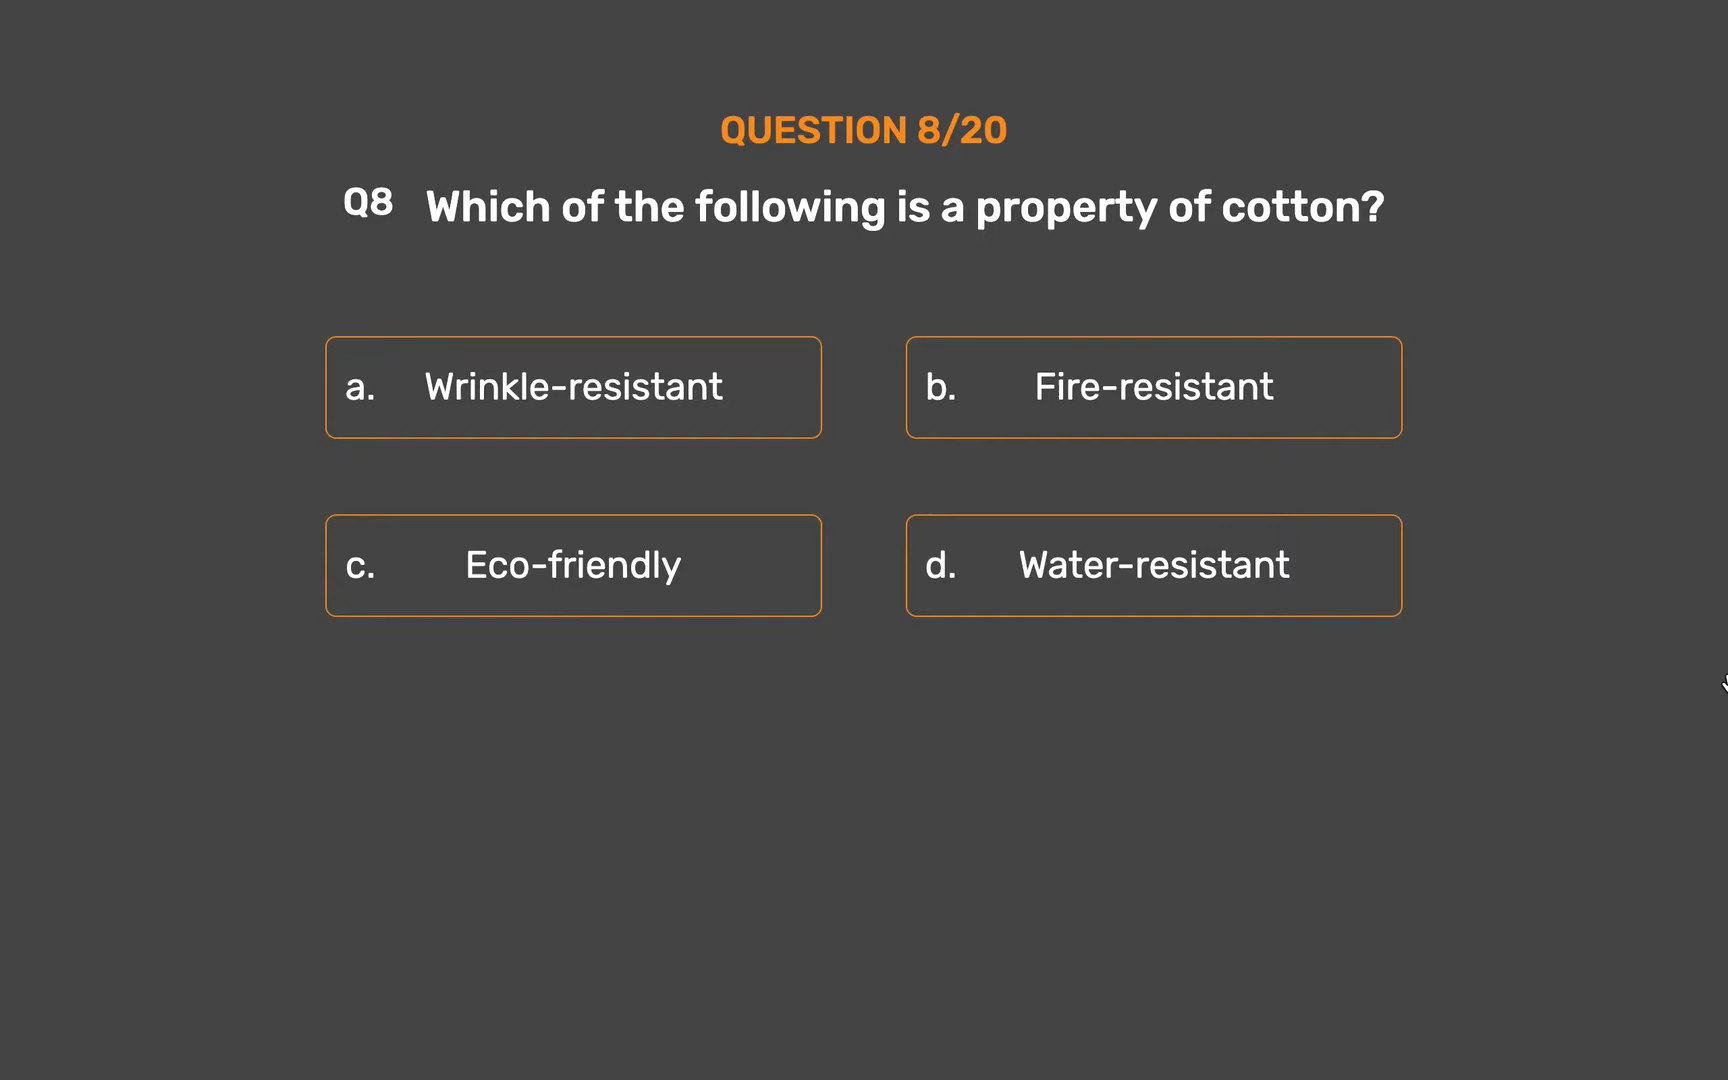 QUESTION 8/20
Q8 Which of the following is a property of cotton?
a. Wrinkle-resistant
b. Fire-resistant
c. Eco-friendly
d. Water-resistant